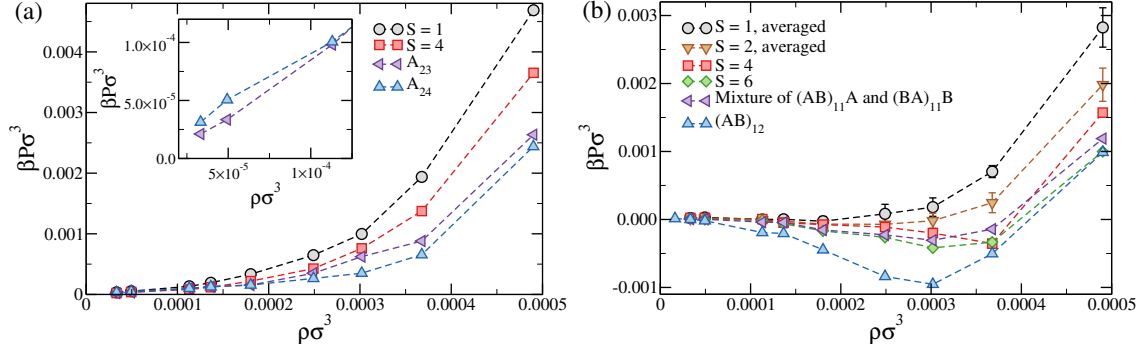 (a)
0.004
0.003
0.002
0.001
0
βPσ³
0 0.0001 0.0002 0.0003 0.0004 0.0005
ρσ³
1.0×10⁻⁴
5.0×10⁻⁵
0.0
βPσ³
5×10⁻⁵ 1×10⁻⁴
ρσ³
S = 1
S = 4
A₂₃
A₂₄
(b)
0.003
0.002
0.001
0.000
-0.001
βPσ³
0 0.0001 0.0002 0.0003 0.0004 0.0005
ρσ³
S = 1, averaged
S = 2, averaged
S = 4
S = 6
Mixture of (AB)₁₁A and (BA)₁₁B
(AB)₁₂